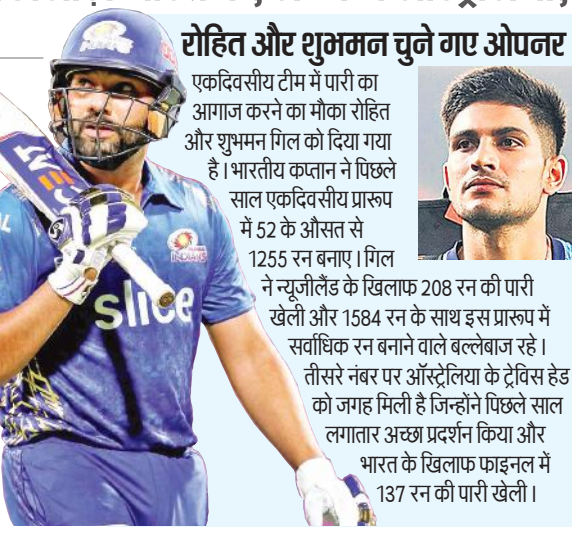 रोहित और शुभमन चुने गए ओपनर
एकदिवसीय टीम में पारी का
आगाज करने का मौका रोहित
और शुभमन गिल को दिया गया
है। भारतीय कप्तान ने पिछले
साल एकदिवसीय प्रारूप
में 52 के औसत से
1255 रन बनाए। गिल
ने न्यूजीलैंड के खिलाफ 208 रन की पारी
खेली और 1584 रन के साथ इस प्रारूप में
सर्वाधिक रन बनाने वाले बल्लेबाज रहे।
तीसरे नंबर पर ऑस्ट्रेलिया के ट्रेविस हेड
को जगह मिली है जिन्होंने पिछले साल
लगातार अच्छा प्रदर्शन किया और
भारत के खिलाफ फाइनल में
137 रन की पारी खेली।
INDIANS
slice